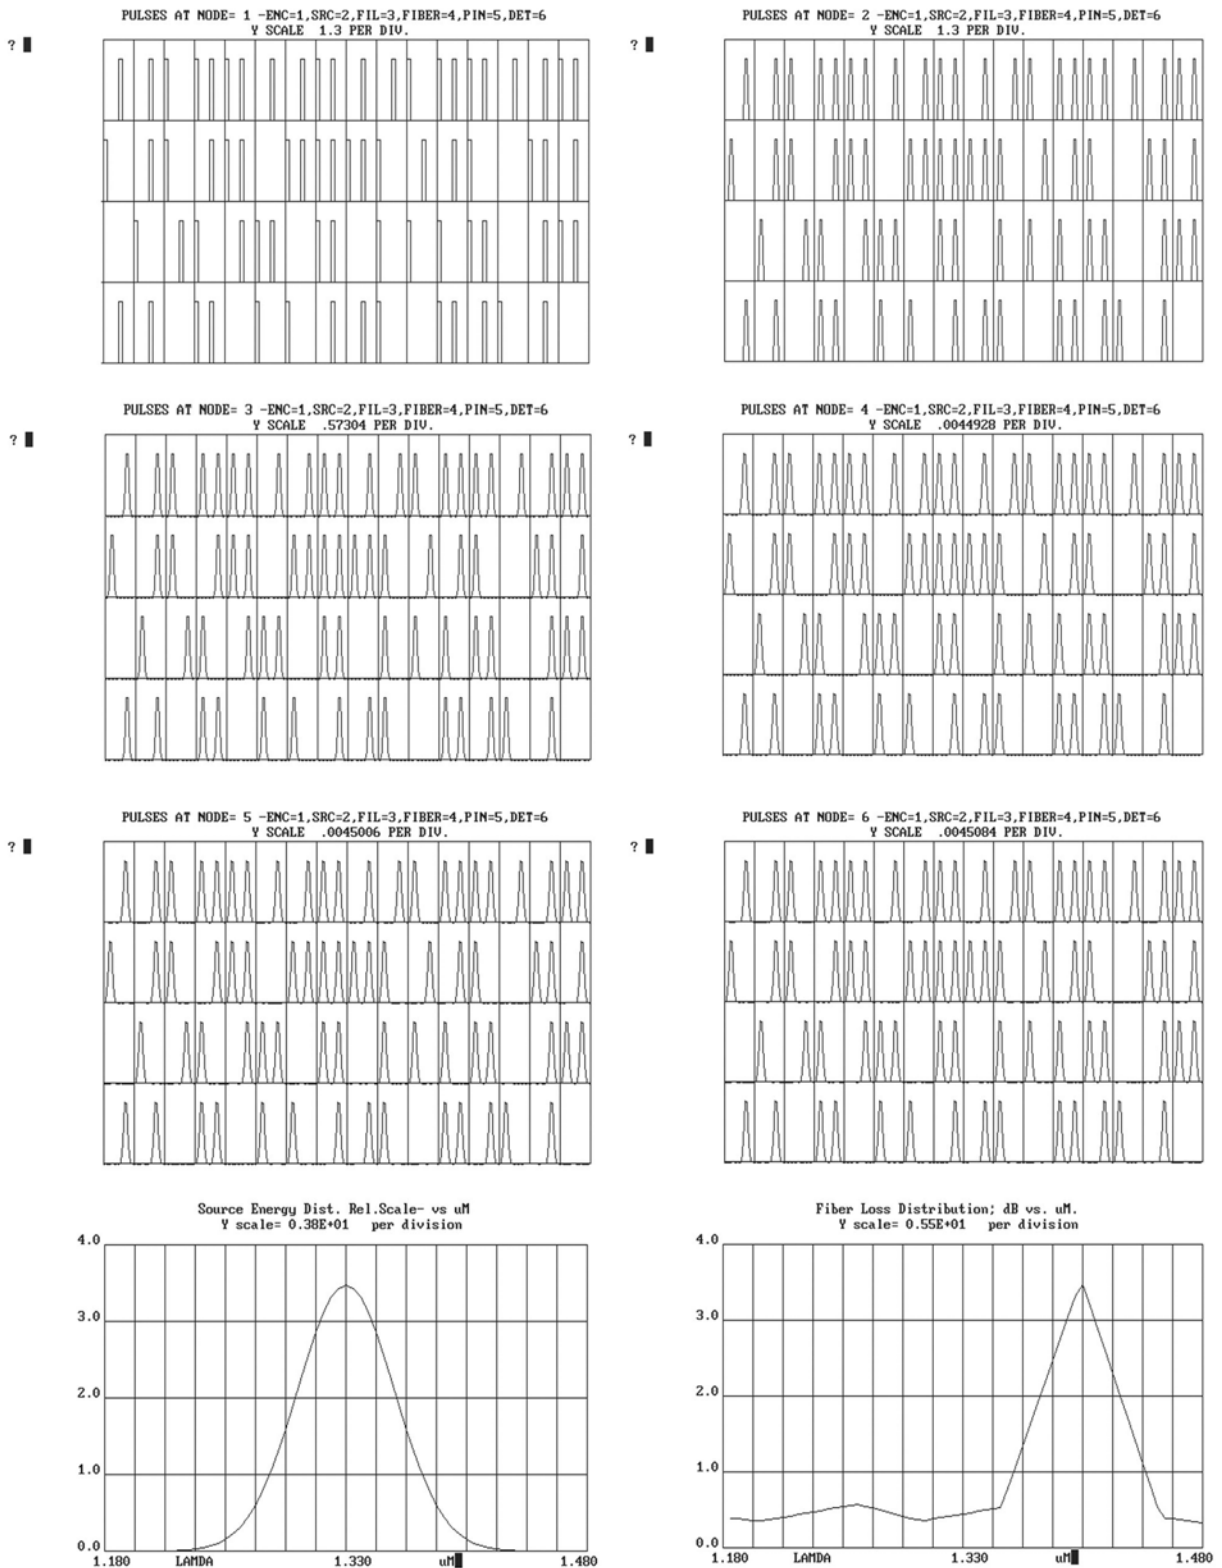 PULSES AT NODE= 1 -ENC=1,SRC=2,FIL=3,FIBER=4,PIN=5,DET=6
Y SCALE 1.3 PER DIV.
?
PULSES AT NODE= 2 -ENC=1,SRC=2,FIL=3,FIBER=4,PIN=5,DET=6
Y SCALE 1.3 PER DIV.
?
PULSES AT NODE= 3 -ENC=1,SRC=2,FIL=3,FIBER=4,PIN=5,DET=6
Y SCALE .57304 PER DIV.
?
PULSES AT NODE= 4 -ENC=1,SRC=2,FIL=3,FIBER=4,PIN=5,DET=6
Y SCALE .0044928 PER DIV.
?
PULSES AT NODE= 5 -ENC=1,SRC=2,FIL=3,FIBER=4,PIN=5,DET=6
Y SCALE .0045006 PER DIV.
?
PULSES AT NODE= 6 -ENC=1,SRC=2,FIL=3,FIBER=4,PIN=5,DET=6
Y SCALE .0045084 PER DIV.
?
Source Energy Dist. Rel.Scale- vs uM
Y scale= 0.38E+01 per division
4.0
3.0
2.0
1.0
0.0
1.180 LAMDA 1.330 uM 1.480
Fiber Loss Distribution; dB vs. uM.
Y scale= 0.55E+01 per division
4.0
3.0
2.0
1.0
0.0
1.180 LAMDA 1.330 uM 1.480